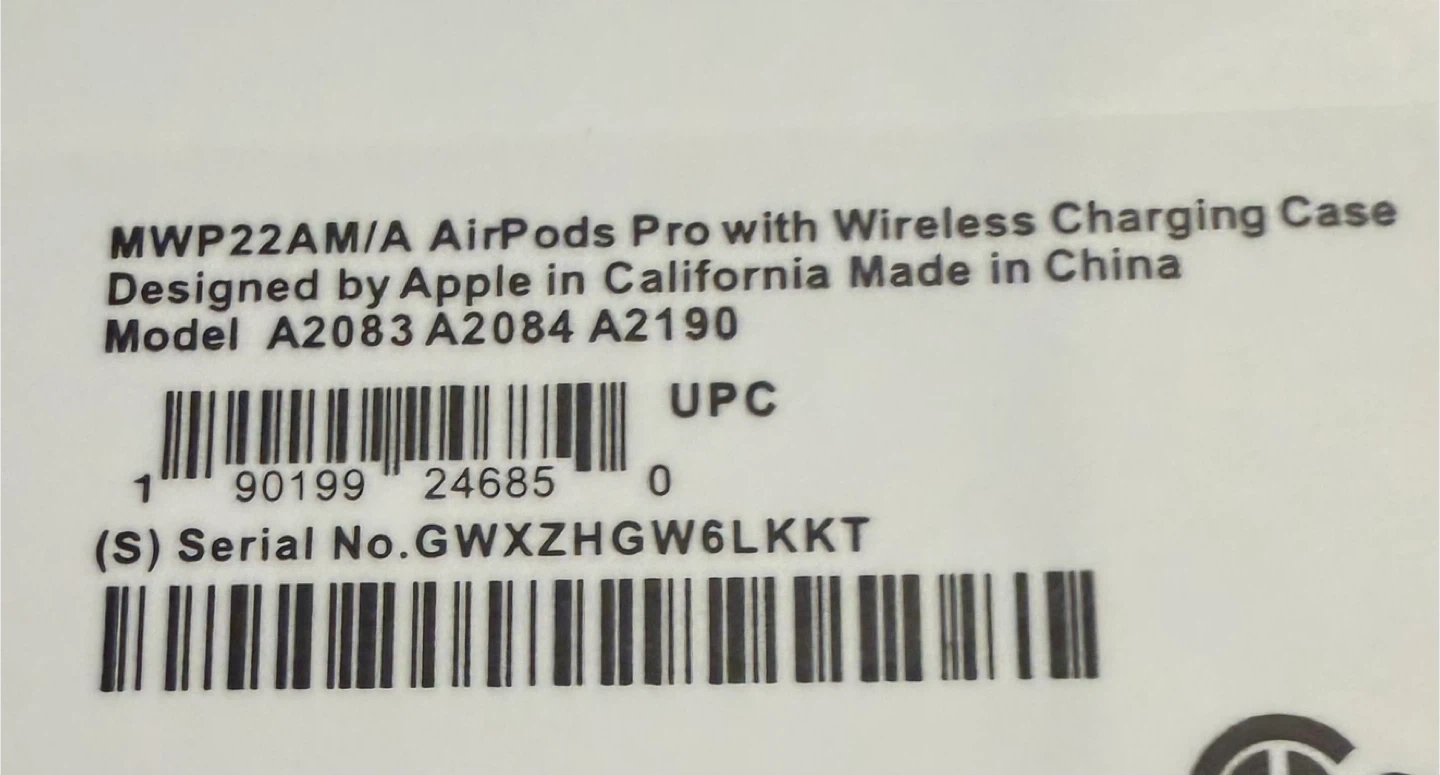 MWP22AM/A AirPods Pro with Wireless Charging Case
Designed by Apple in California Made in China
Model A2083 A2084 A2190
UPC
1 90199 24685 0
(S) Serial No.GWXZHGW6LKKT